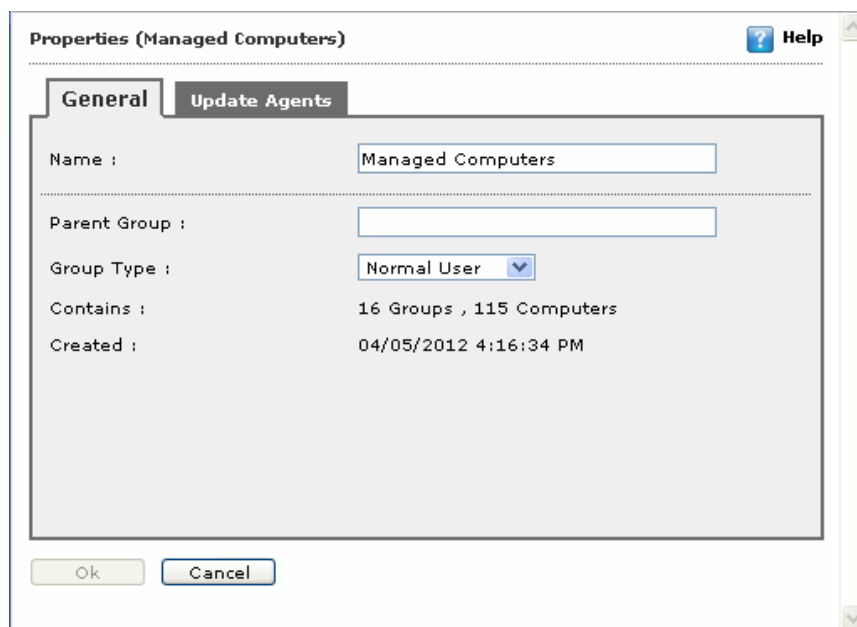 Properties (Managed Computers)
? Help
General Update Agents
Name : Managed Computers
Parent Group :
Group Type : Normal User
Contains : 16 Groups , 115 Computers
Created : 04/05/2012 4:16:34 PM
Ok Cancel